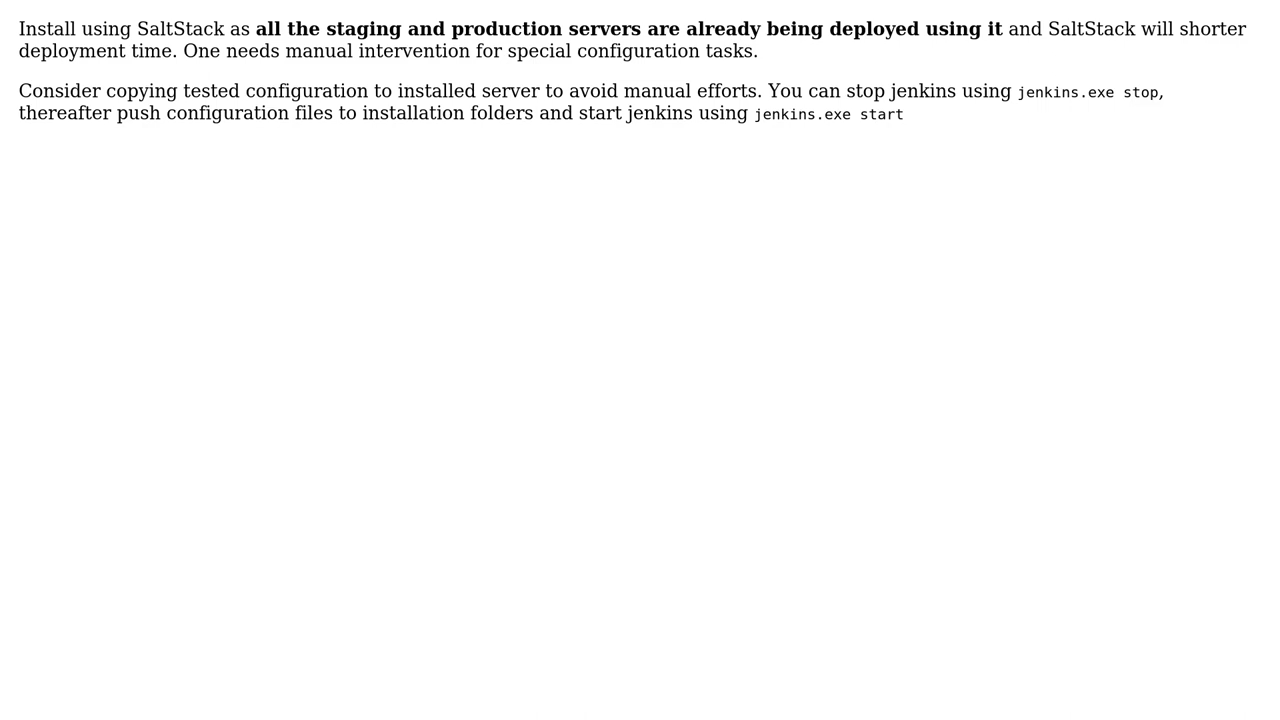 Install using SaltStack as all the staging and production servers are already being deployed using it and SaltStack will shorter
deployment time. One needs manual intervention for special configuration tasks.
Consider copying tested configuration to installed server to avoid manual efforts. You can stop jenkins using jenkins.exe stop,
thereafter push configuration files to installation folders and start jenkins using jenkins.exe start